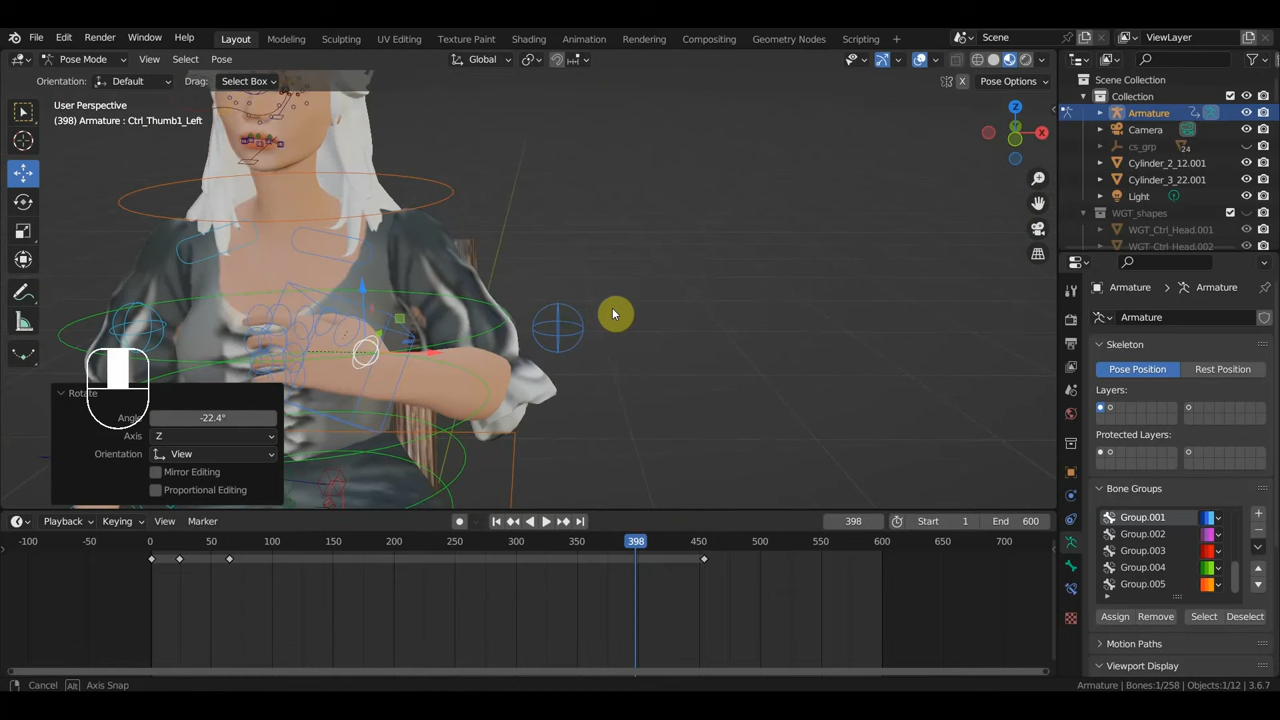 File Edit Render Window Help Layout Modeling Sculpting UV Editing Texture Paint Shading Animation Rendering Compositing Geometry Nodes Scripting + Scene ViewLayer
Pose Mode View Select Pose Global
Orientation: Default Drag: Select Box X Pose Options
User Perspective
(398) Armature : Ctrl_Thumb1_Left
Z
X
Y
Scene Collection
Collection
Armature
Camera
cs_grp 24
Cylinder_2_12.001
Cylinder_3_22.001
Light
WGT_shapes
WGT_Ctrl_Head.001
WGT_Ctrl_Head.002
Armature Armature
Armature
Skeleton
Pose Position Rest Position
Layers:
Protected Layers:
Bone Groups
Group.001
Group.002
Group.003
Group.004
Group.005
Assign Remove Select Deselect
Motion Paths
Viewport Display
Rotate
Angle -22.4°
Axis Z
Orientation View
Mirror Editing
Proportional Editing
Playback Keying View Marker 398 Start 1 End 600
-100 -50 0 50 100 150 200 250 300 350 398 450 500 550 600 650 700
Cancel Alt Axis Snap Armature | Bones:1/258 | Objects:1/12 | 3.6.7